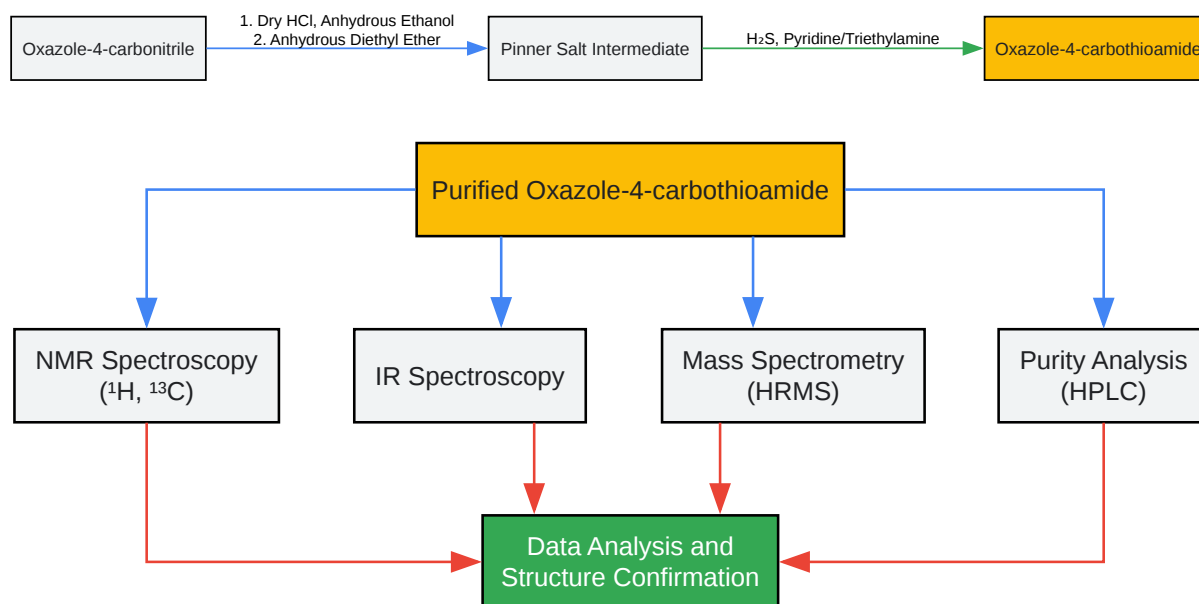 Oxazole-4-carbonitrile
1. Dry HCl, Anhydrous Ethanol
2. Anhydrous Diethyl Ether
Pinner Salt Intermediate
H₂S, Pyridine/Triethylamine
Oxazole-4-carbothioamide
Purified Oxazole-4-carbothioamide
NMR Spectroscopy
(¹H, ¹³C)
IR Spectroscopy
Mass Spectrometry
(HRMS)
Purity Analysis
(HPLC)
Data Analysis and
Structure Confirmation